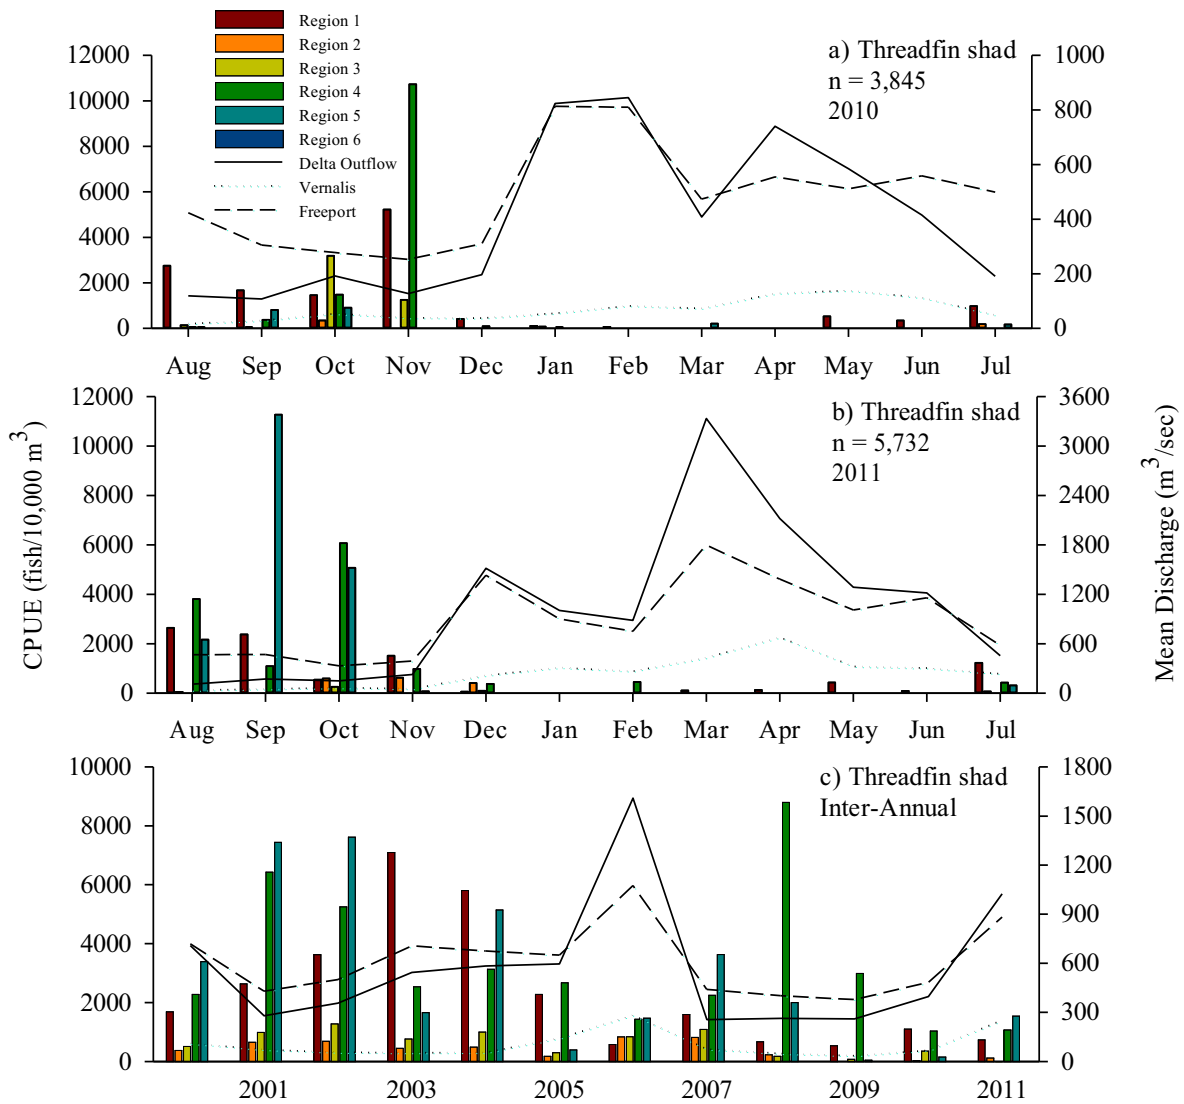 Region 1
Region 2
Region 3
Region 4
Region 5
Region 6
Delta Outflow
Vernalis
Freeport
a) Threadfin shad
n = 3,845
2010
12000
10000
8000
6000
4000
2000
0
1000
800
600
400
200
0
Aug Sep Oct Nov Dec Jan Feb Mar Apr May Jun Jul
b) Threadfin shad
n = 5,732
2011
12000
10000
8000
6000
4000
2000
0
3600
3000
2400
1800
1200
600
0
Aug Sep Oct Nov Dec Jan Feb Mar Apr May Jun Jul
CPUE (fish/10,000 m³)
Mean Discharge (m³/sec)
c) Threadfin shad
Inter-Annual
10000
8000
6000
4000
2000
0
1800
1500
1200
900
600
300
0
2001 2003 2005 2007 2009 2011